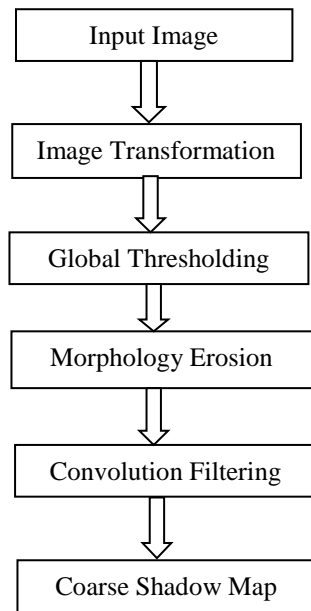 Input Image
Image Transformation
Global Thresholding
Morphology Erosion
Convolution Filtering
Coarse Shadow Map